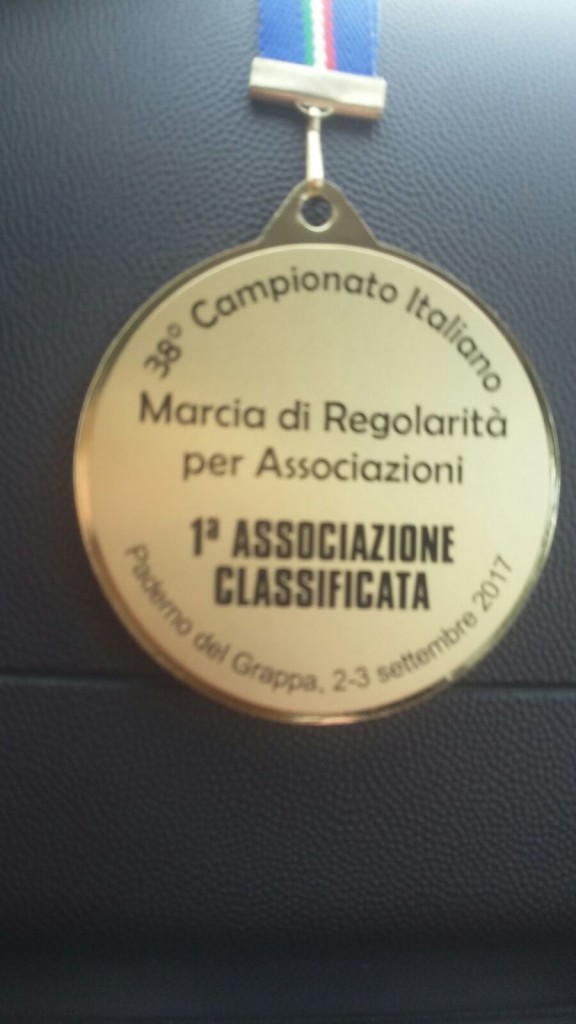 38° Campionato Italiano
Marcia di Regolarità
per Associazioni
1ª ASSOCIAZIONE
CLASSIFICATA
Paderno del Grappa, 2-3 settembre 2017